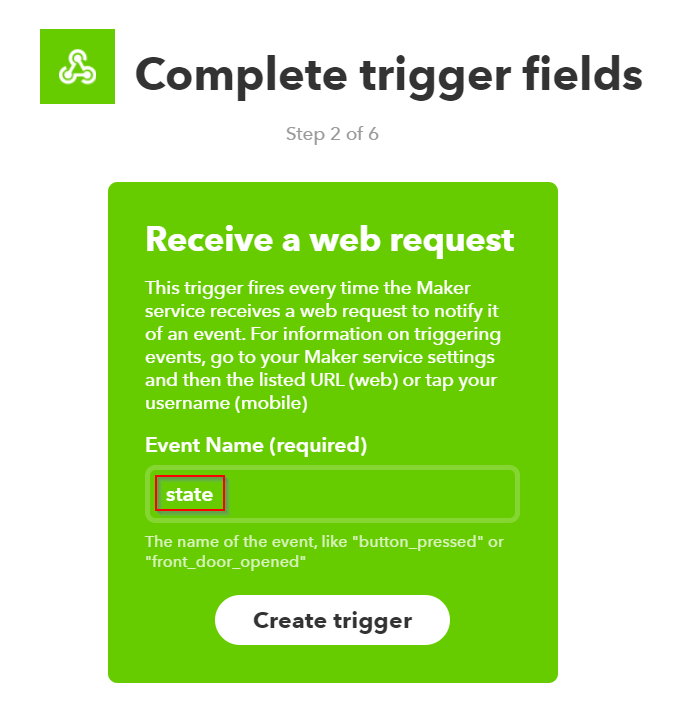 Complete trigger fields
Step 2 of 6
Receive a web request
This trigger fires every time the Maker
service receives a web request to notify it
of an event. For information on triggering
events, go to your Maker service settings
and then the listed URL (web) or tap your
username (mobile)
Event Name (required)
state
The name of the event, like "button_pressed" or
"front_door_opened"
Create trigger